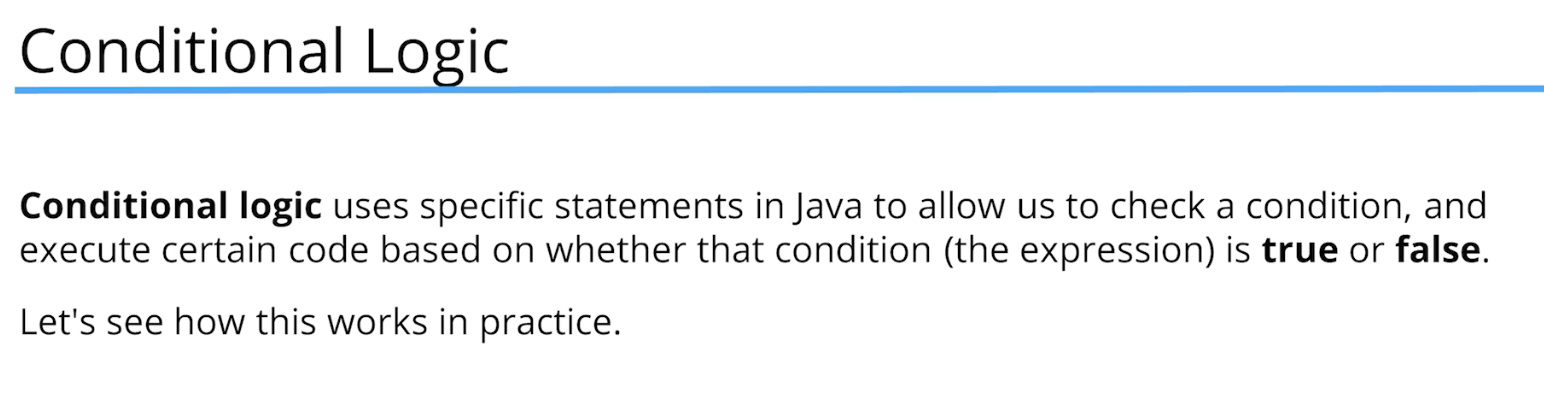 Conditional Logic
Conditional logic uses specific statements in Java to allow us to check a condition, and
execute certain code based on whether that condition (the expression) is true or false.
Let's see how this works in practice.